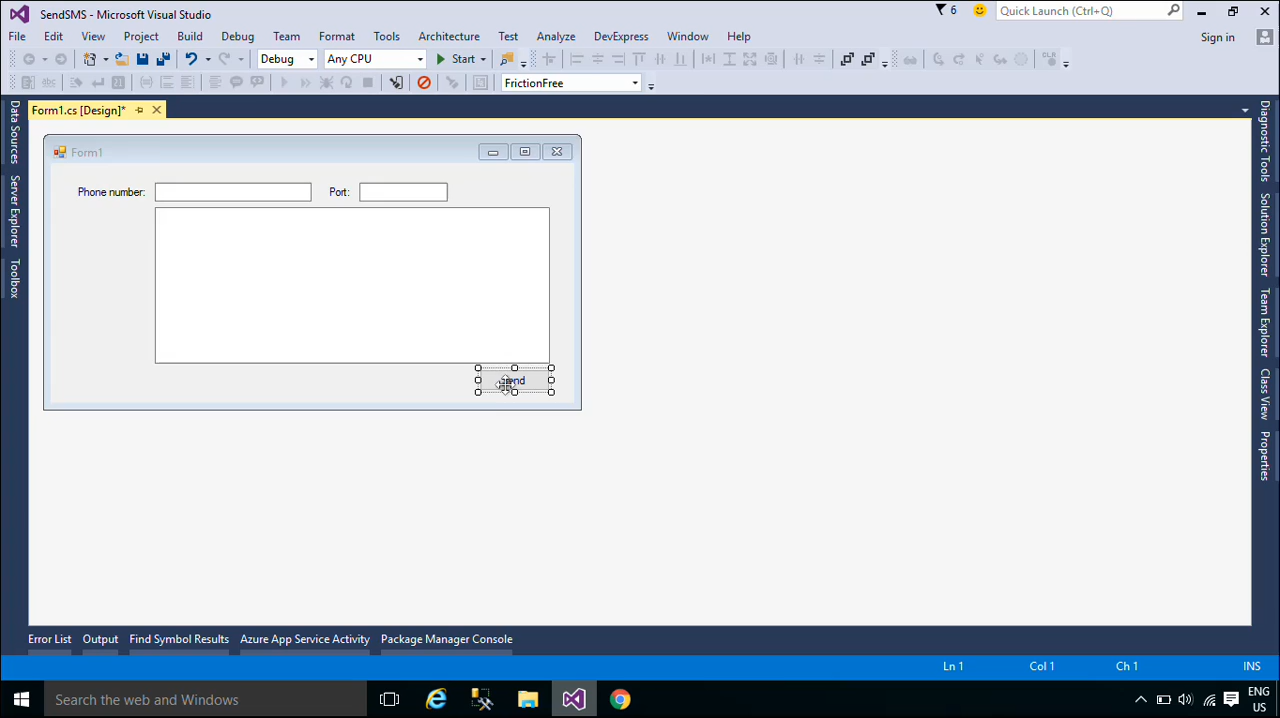 SendSMS - Microsoft Visual Studio
6
Quick Launch (Ctrl+Q)
File Edit View Project Build Debug Team Format Tools Architecture Test Analyze DevExpress Window Help
Sign in
Debug Any CPU Start
FrictionFree
Form1.cs [Design]*
Data Sources
Server Explorer
Toolbox
Form1
Phone number: Port:
Diagnostic Tools
Solution Explorer
Team Explorer
Class View
Properties
Error List Output Find Symbol Results Azure App Service Activity Package Manager Console
Ln 1 Col 1 Ch 1 INS
Search the web and Windows
ENG
US